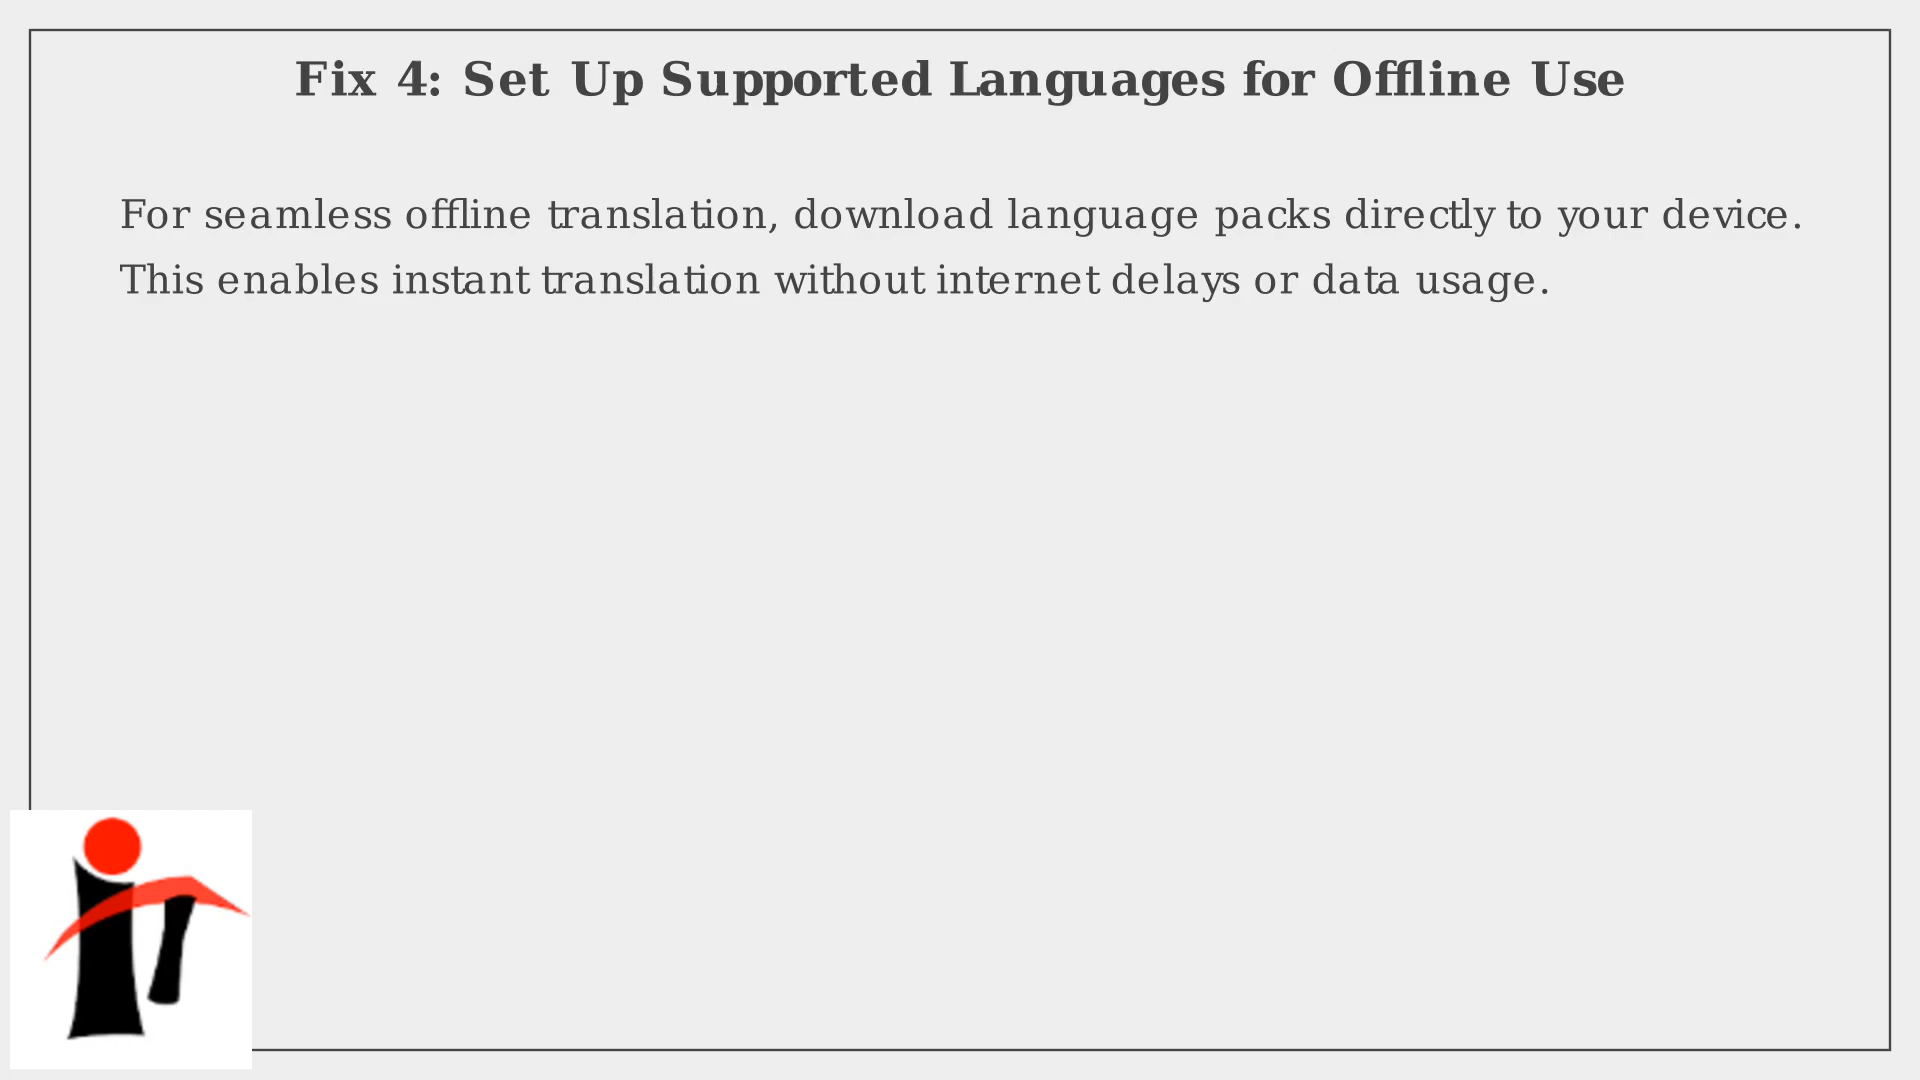 Fix 4: Set Up Supported Languages for Offline Use
For seamless offline translation, download language packs directly to your device.
This enables instant translation without internet delays or data usage.